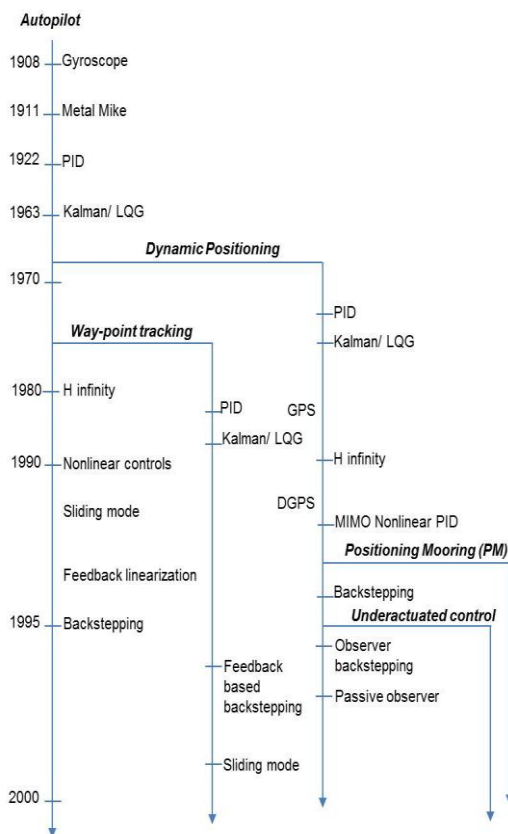 Autopilot
1908 Gyroscope
1911 Metal Mike
1922 PID
1963 Kalman/ LQG
Dynamic Positioning
1970
PID
Way-point tracking
Kalman/ LQG
1980 H infinity
PID
GPS
Kalman/ LQG
1990 Nonlinear controls
H infinity
Sliding mode
DGPS
MIMO Nonlinear PID
Positioning Mooring (PM)
Feedback linearization
Backstepping
Underactuated control
1995 Backstepping
Observer
backstepping
Feedback
based
backstepping
Passive observer
Sliding mode
2000